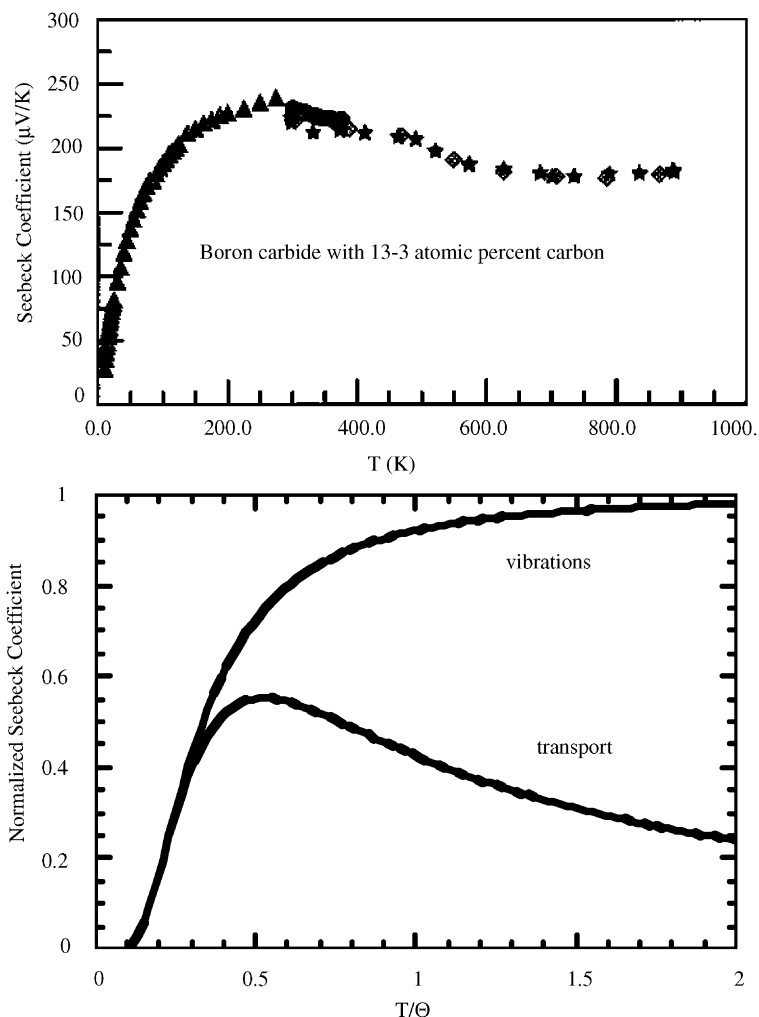 300
250
200
150
100
50
0
Seebeck Coefficient (µV/K)
Boron carbide with 13-3 atomic percent carbon
0.0 200.0 400.0 600.0 800.0 1000.
T (K)
1
0.8
0.6
0.4
0.2
0
Normalized Seebeck Coefficient
vibrations
transport
0 0.5 1 1.5 2
T/Θ